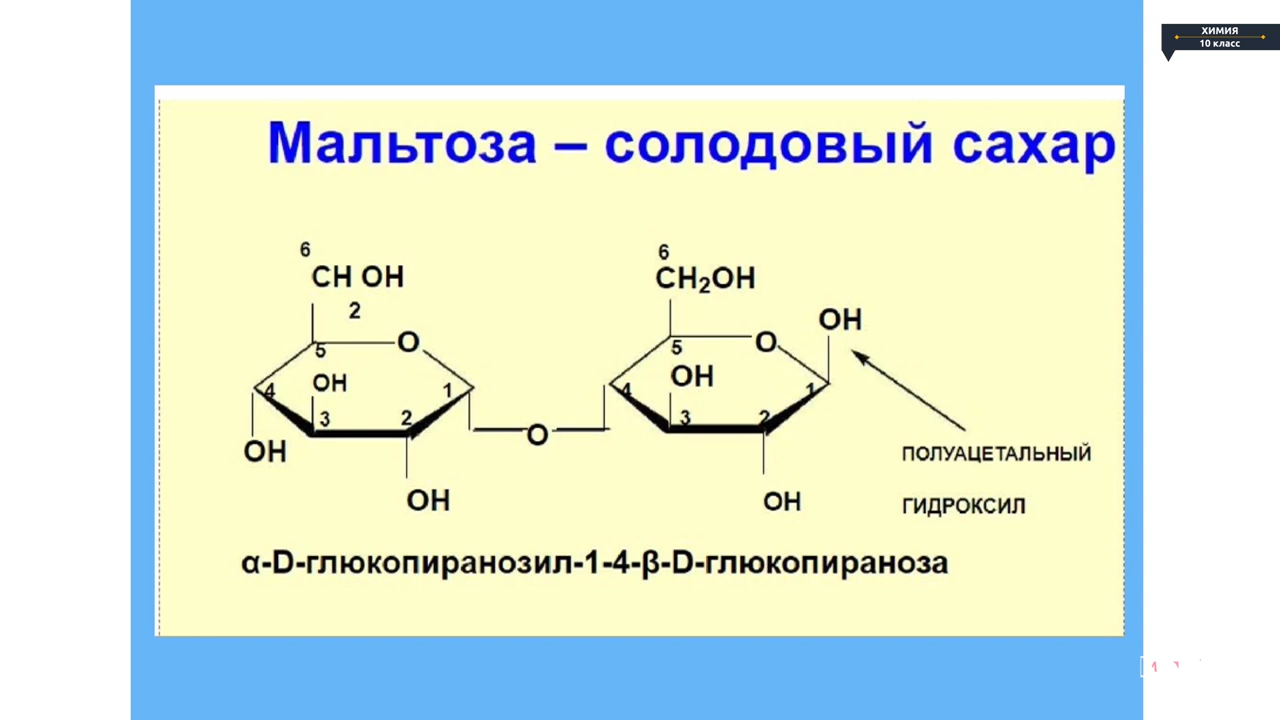 ХИМИЯ
10 класс
Мальтоза – солодовый сахар
6
6
CH OH
2
CH₂OH
OH
5
O
5
O
4
OH
1
4
OH
1
3
2
3
2
OH
O
OH
OH
ПОЛУАЦЕТАЛЬНЫЙ
ГИДРОКСИЛ
α-D-глюкопиранозил-1-4-β-D-глюкопираноза